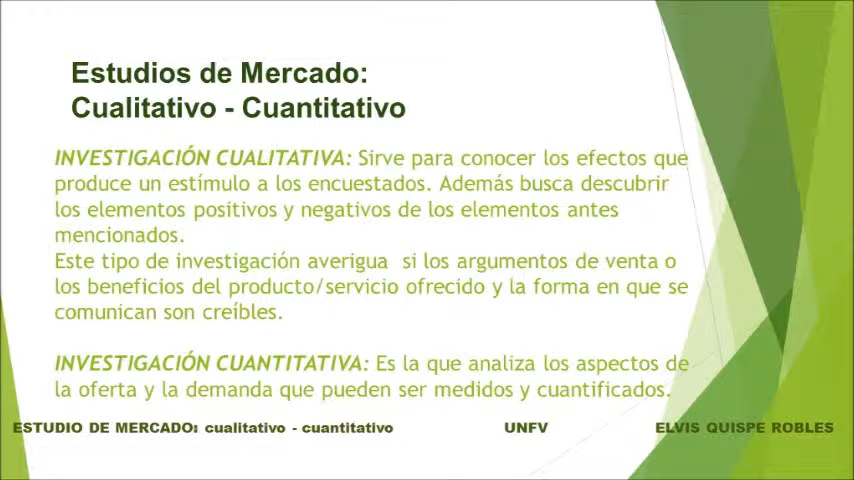 Estudios de Mercado:
Cualitativo - Cuantitativo
INVESTIGACIÓN CUALITATIVA: Sirve para conocer los efectos que
produce un estímulo a los encuestados. Además busca descubrir
los elementos positivos y negativos de los elementos antes
mencionados.
Este tipo de investigación averigua si los argumentos de venta o
los beneficios del producto/servicio ofrecido y la forma en que se
comunican son creíbles.
INVESTIGACIÓN CUANTITATIVA: Es la que analiza los aspectos de
la oferta y la demanda que pueden ser medidos y cuantificados.
ESTUDIO DE MERCADO: cualitativo - cuantitativo UNFV ELVIS QUISPE ROBLES